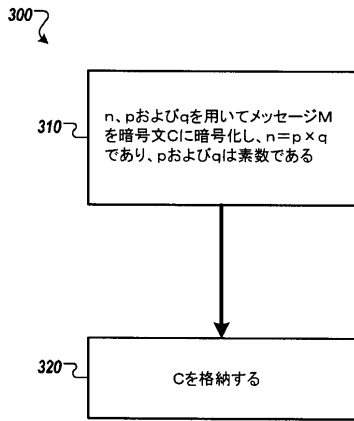 300
310
n、pおよびqを用いてメッセージM
を暗号文Cに暗号化し、n=p×q
であり、pおよびqは素数である
320
Cを格納する